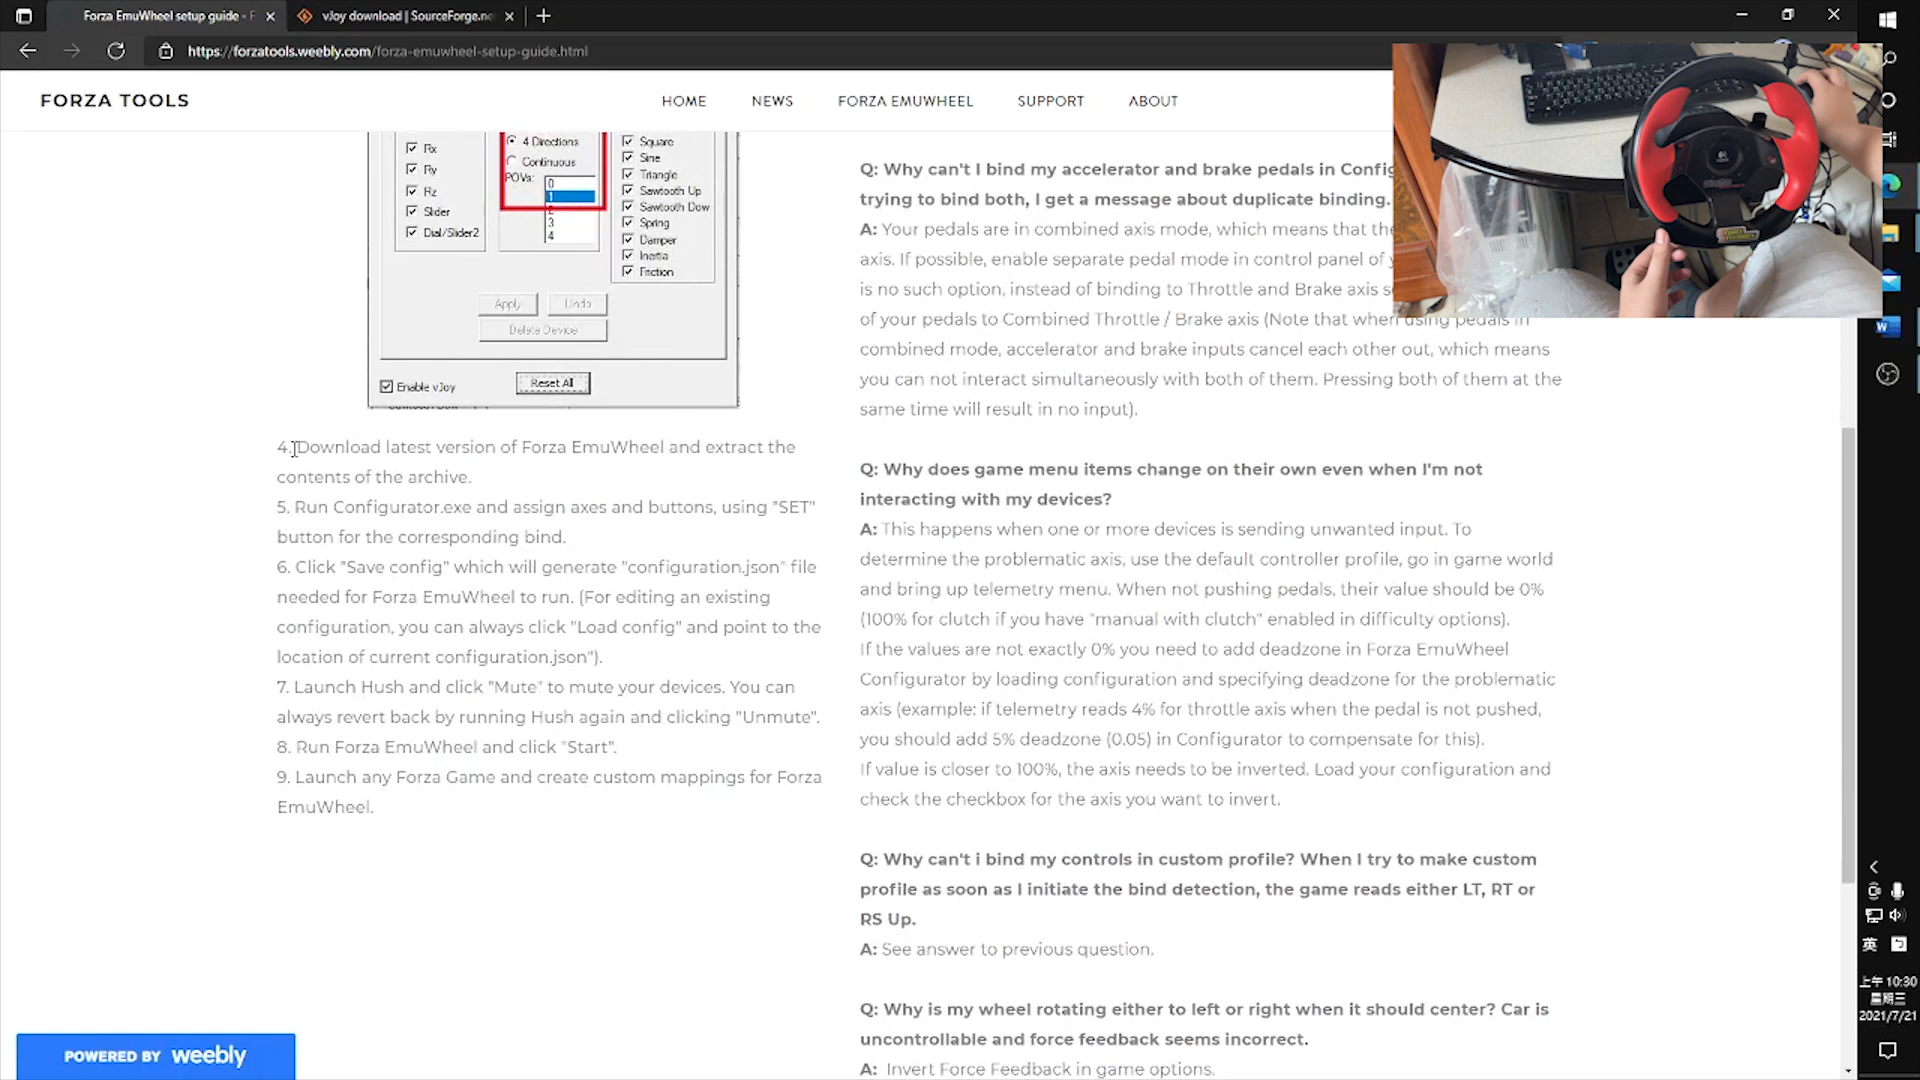 Forza EmuWheel setup guide - F
vJoy download | SourceForge.ne
https://forzatools.weebly.com/forza-emuwheel-setup-guide.html
FORZA TOOLS
HOME
NEWS
FORZA EMUWHEEL
SUPPORT
ABOUT
Rx
Ry
Rz
Slider
Dial/Slider2
4 Directions
Continuous
POVs:
0
1
2
3
4
Square
Sine
Triangle
Sawtooth Up
Sawtooth Dow
Spring
Damper
Inertia
Friction
Apply
Undo
Delete Device
Enable vJoy
Reset All
4. Download latest version of Forza EmuWheel and extract the
contents of the archive.
5. Run Configurator.exe and assign axes and buttons, using "SET"
button for the corresponding bind.
6. Click "Save config" which will generate "configuration.json" file
needed for Forza EmuWheel to run. (For editing an existing
configuration, you can always click "Load config" and point to the
location of current configuration.json").
7. Launch Hush and click "Mute" to mute your devices. You can
always revert back by running Hush again and clicking "Unmute".
8. Run Forza EmuWheel and click "Start".
9. Launch any Forza Game and create custom mappings for Forza
EmuWheel.
Q: Why can't I bind my accelerator and brake pedals in Config
trying to bind both, I get a message about duplicate binding.
A: Your pedals are in combined axis mode, which means that the
axis. If possible, enable separate pedal mode in control panel of
is no such option, instead of binding to Throttle and Brake axis
of your pedals to Combined Throttle / Brake axis (Note that when using pedals in
combined mode, accelerator and brake inputs cancel each other out, which means
you can not interact simultaneously with both of them. Pressing both of them at the
same time will result in no input).
Q: Why does game menu items change on their own even when I'm not
interacting with my devices?
A: This happens when one or more devices is sending unwanted input. To
determine the problematic axis, use the default controller profile, go in game world
and bring up telemetry menu. When not pushing pedals, their value should be 0%
(100% for clutch if you have "manual with clutch" enabled in difficulty options).
If the values are not exactly 0% you need to add deadzone in Forza EmuWheel
Configurator by loading configuration and specifying deadzone for the problematic
axis (example: if telemetry reads 4% for throttle axis when the pedal is not pushed,
you should add 5% deadzone (0.05) in Configurator to compensate for this).
If value is closer to 100%, the axis needs to be inverted. Load your configuration and
check the checkbox for the axis you want to invert.
Q: Why can't i bind my controls in custom profile? When I try to make custom
profile as soon as I initiate the bind detection, the game reads either LT, RT or
RS Up.
A: See answer to previous question.
Q: Why is my wheel rotating either to left or right when it should center? Car is
uncontrollable and force feedback seems incorrect.
A: Invert Force Feedback in game options.
POWERED BY weebly
英
上午 10:30
星期三
2021/7/21